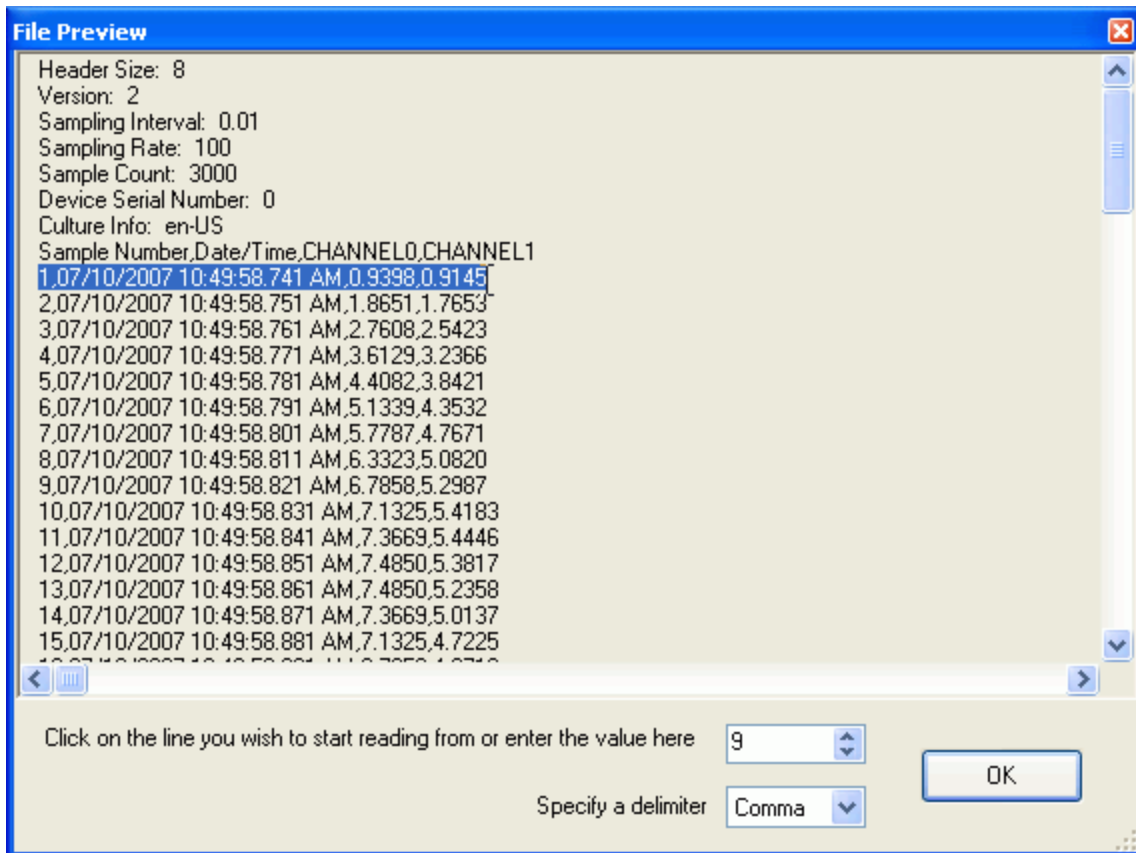 File Preview
Header Size: 8
Version: 2
Sampling Interval: 0.01
Sampling Rate: 100
Sample Count: 3000
Device Serial Number: 0
Culture Info: en-US
Sample Number,Date/Time,CHANNEL0,CHANNEL1
1,07/10/2007 10:49:58.741 AM,0.9398,0.9145
2,07/10/2007 10:49:58.751 AM,1.8651,1.7653
3,07/10/2007 10:49:58.761 AM,2.7608,2.5423
4,07/10/2007 10:49:58.771 AM,3.6129,3.2366
5,07/10/2007 10:49:58.781 AM,4.4082,3.8421
6,07/10/2007 10:49:58.791 AM,5.1339,4.3532
7,07/10/2007 10:49:58.801 AM,5.7787,4.7671
8,07/10/2007 10:49:58.811 AM,6.3323,5.0820
9,07/10/2007 10:49:58.821 AM,6.7858,5.2987
10,07/10/2007 10:49:58.831 AM,7.1325,5.4183
11,07/10/2007 10:49:58.841 AM,7.3669,5.4446
12,07/10/2007 10:49:58.851 AM,7.4850,5.3817
13,07/10/2007 10:49:58.861 AM,7.4850,5.2358
14,07/10/2007 10:49:58.871 AM,7.3669,5.0137
15,07/10/2007 10:49:58.881 AM,7.1325,4.7225
Click on the line you wish to start reading from or enter the value here 9
OK
Specify a delimiter Comma